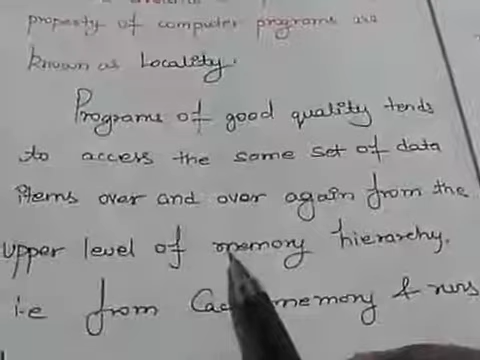 property of computer programs are
known as Locality.
Programs of good quality tends
to access the same set of data
items over and over again from the
upper level of memory hierarchy.
i.e from memory &